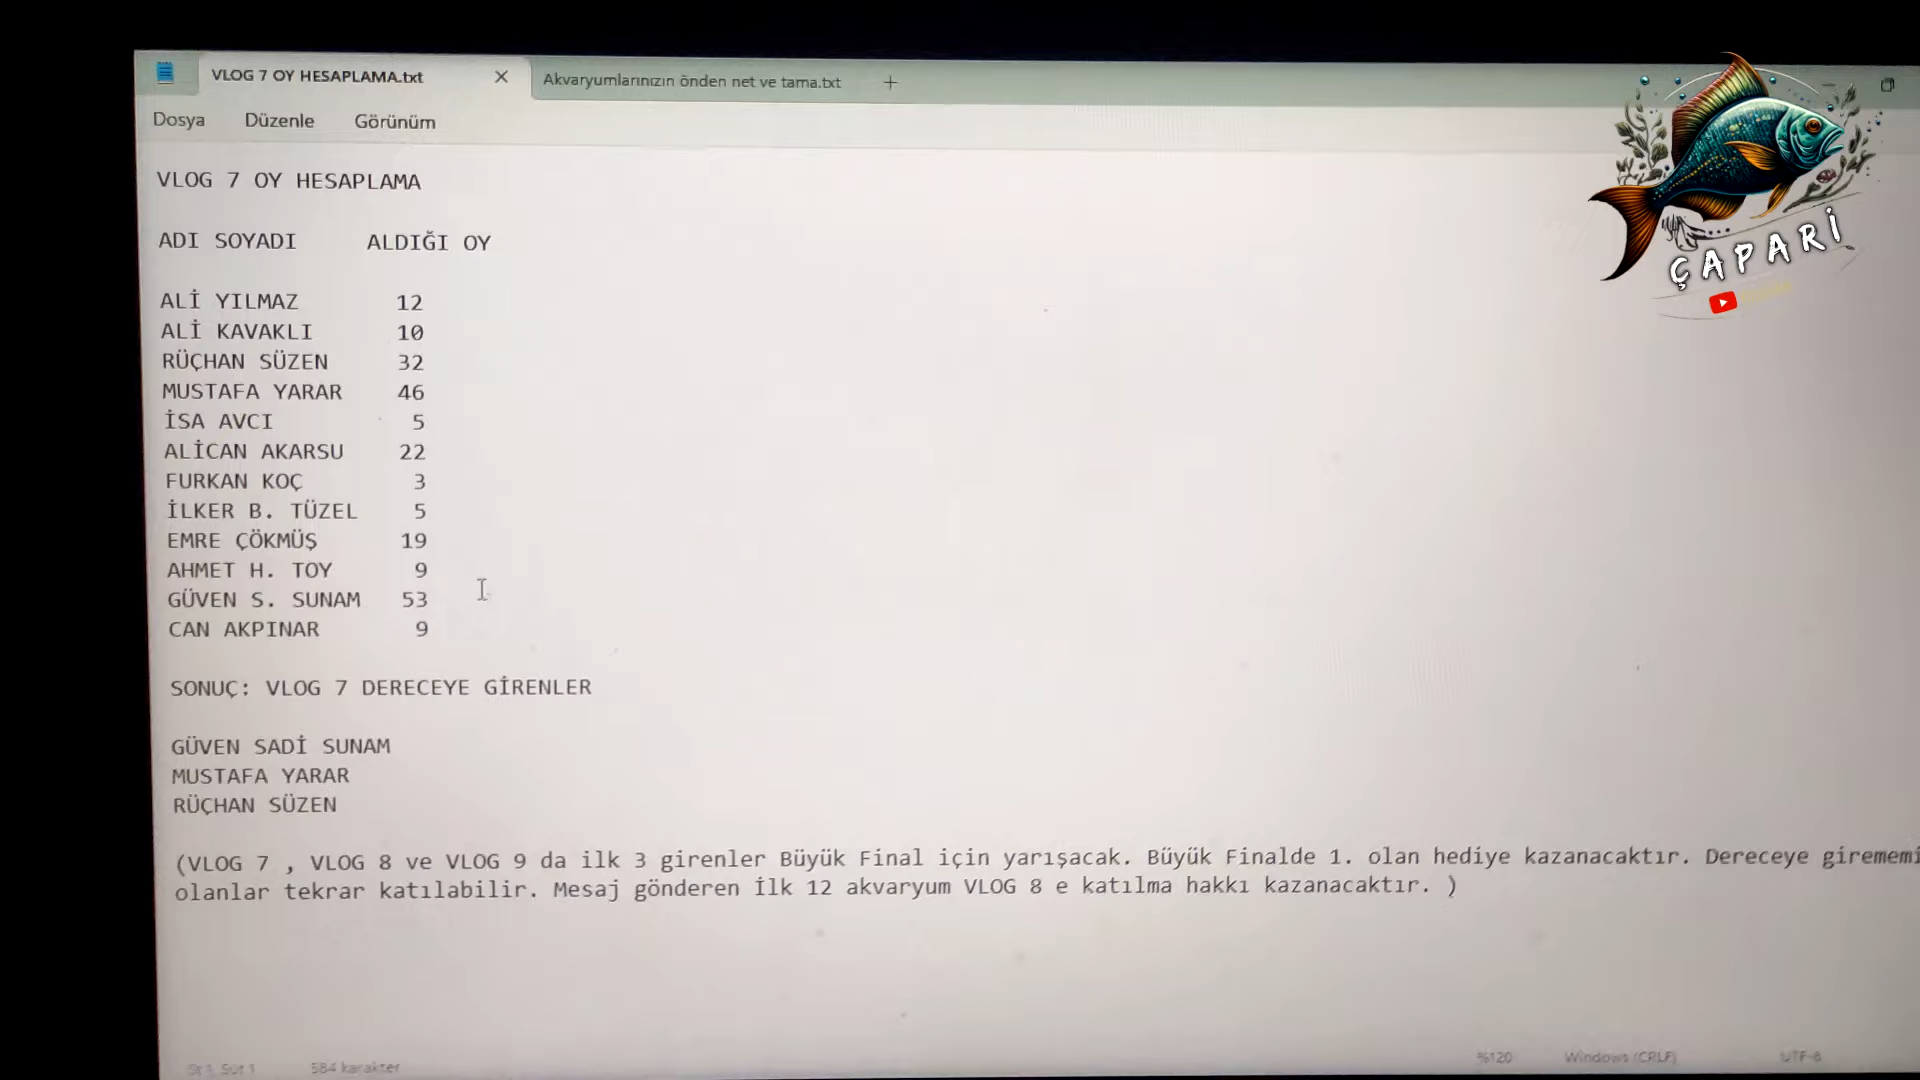 VLOG 7 OY HESAPLAMA.txt
Akvaryumlarınızın önden net ve tama.txt
Dosya Düzenle Görünüm
VLOG 7 OY HESAPLAMA
ADI SOYADI ALDIĞI OY
ALİ YILMAZ 12
ALİ KAVAKLI 10
RÜÇHAN SÜZEN 32
MUSTAFA YARAR 46
İSA AVCI 5
ALİCAN AKARSU 22
FURKAN KOÇ 3
İLKER B. TÜZEL 5
EMRE ÇÖKMÜŞ 19
AHMET H. TOY 9
GÜVEN S. SUNAM 53
CAN AKPINAR 9
SONUÇ: VLOG 7 DERECEYE GİRENLER
GÜVEN SADİ SUNAM
MUSTAFA YARAR
RÜÇHAN SÜZEN
(VLOG 7 , VLOG 8 ve VLOG 9 da ilk 3 girenler Büyük Final için yarışacak. Büyük Finalde 1. olan hediye kazanacaktır. Dereceye girememi
olanlar tekrar katılabilir. Mesaj gönderen İlk 12 akvaryum VLOG 8 e katılma hakkı kazanacaktır. )
St 1, Süt 1 584 karakter %120 Windows (CRLF) UTF-8
ÇAPARİ